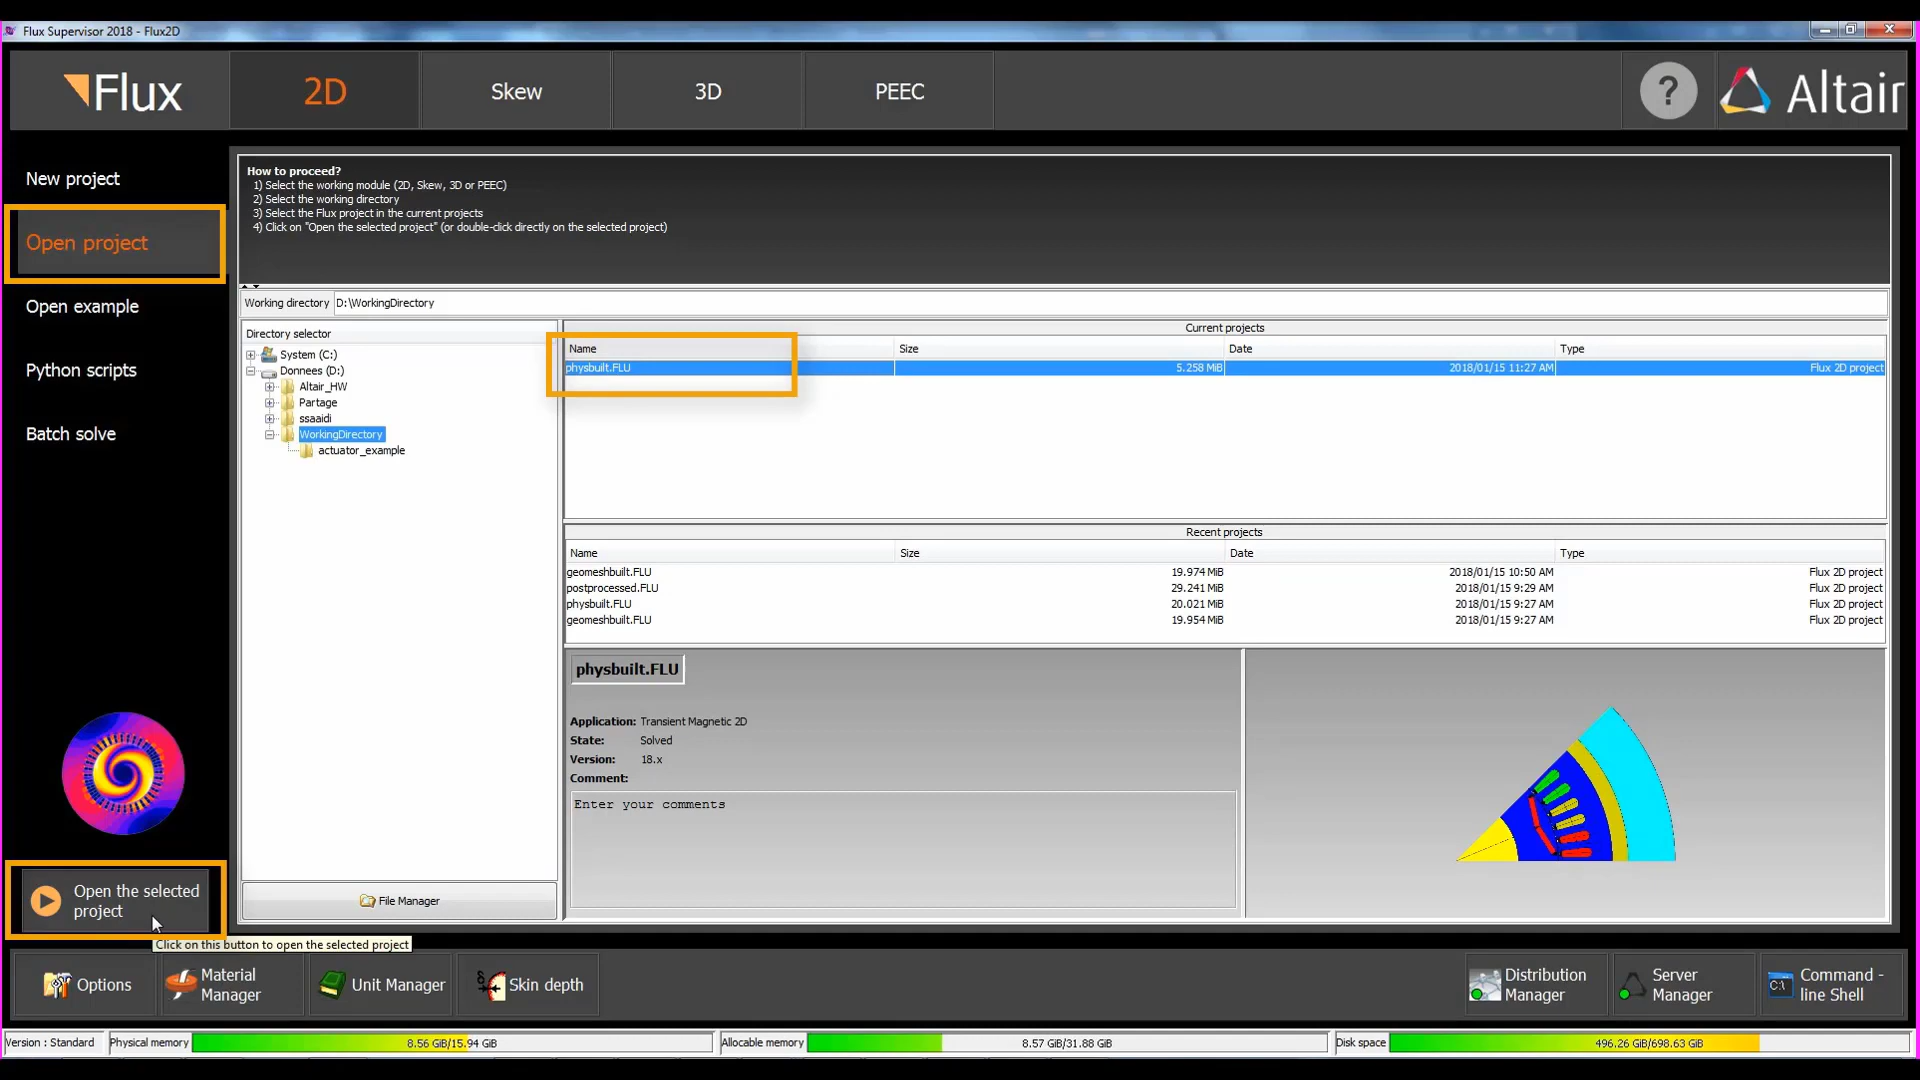 Flux Supervisor 2018 - Flux2D
Flux
2D
Skew
3D
PEEC
?
Altair
New project
Open project
Open example
Python scripts
Batch solve
How to proceed?
1) Select the working module (2D, Skew, 3D or PEEC)
2) Select the working directory
3) Select the Flux project in the current projects
4) Click on "Open the selected project" (or double-click directly on the selected project)
Working directory D:\WorkingDirectory
Directory selector
System (C:)
Donnees (D:)
Altair_HW
Partage
ssaaidi
WorkingDirectory
actuator_example
File Manager
Current projects
Name Size Date Type
physbuilt.FLU 5.258 MiB 2018/01/15 11:27 AM Flux 2D project
Recent projects
Name Size Date Type
geomeshbuilt.FLU 19.974 MiB 2018/01/15 10:50 AM Flux 2D project
postprocessed.FLU 29.241 MiB 2018/01/15 9:29 AM Flux 2D project
physbuilt.FLU 20.021 MiB 2018/01/15 9:27 AM Flux 2D project
geomeshbuilt.FLU 19.954 MiB 2018/01/15 9:27 AM Flux 2D project
physbuilt.FLU
Application: Transient Magnetic 2D
State: Solved
Version: 18.x
Comment:
Enter your comments
Open the selected
project
Click on this button to open the selected project
Options
Material
Manager
Unit Manager
Skin depth
Distribution
Manager
Server
Manager
C:\
Command -
line Shell
Version : Standard
Physical memory 8.56 GiB/15.94 GiB
Allocable memory 8.57 GiB/31.88 GiB
Disk space 496.26 GiB/698.63 GiB